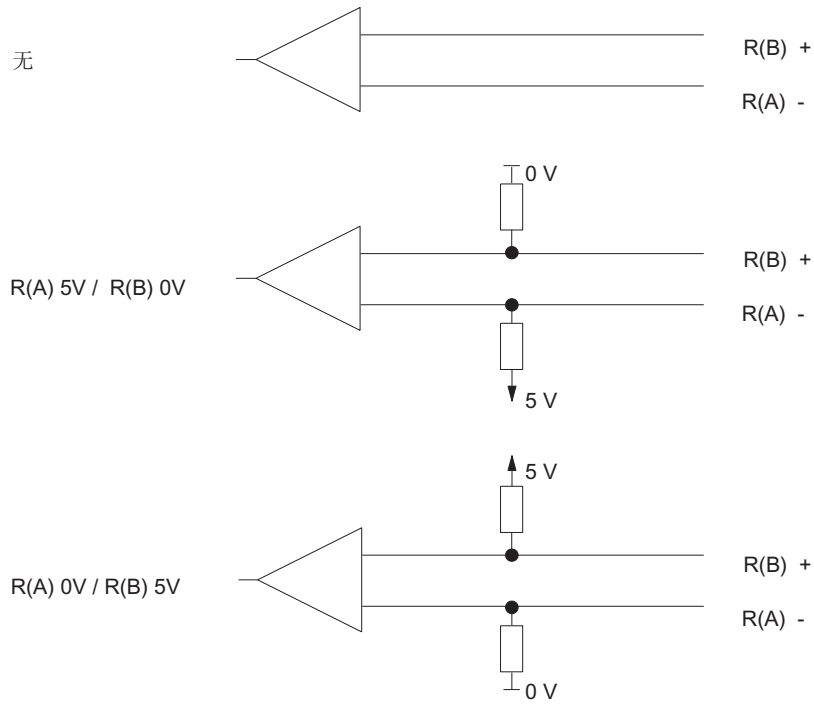 无
R(B) +
R(A) -
0 V
R(A) 5V / R(B) 0V
R(B) +
R(A) -
5 V
5 V
R(A) 0V / R(B) 5V
R(B) +
R(A) -
0 V